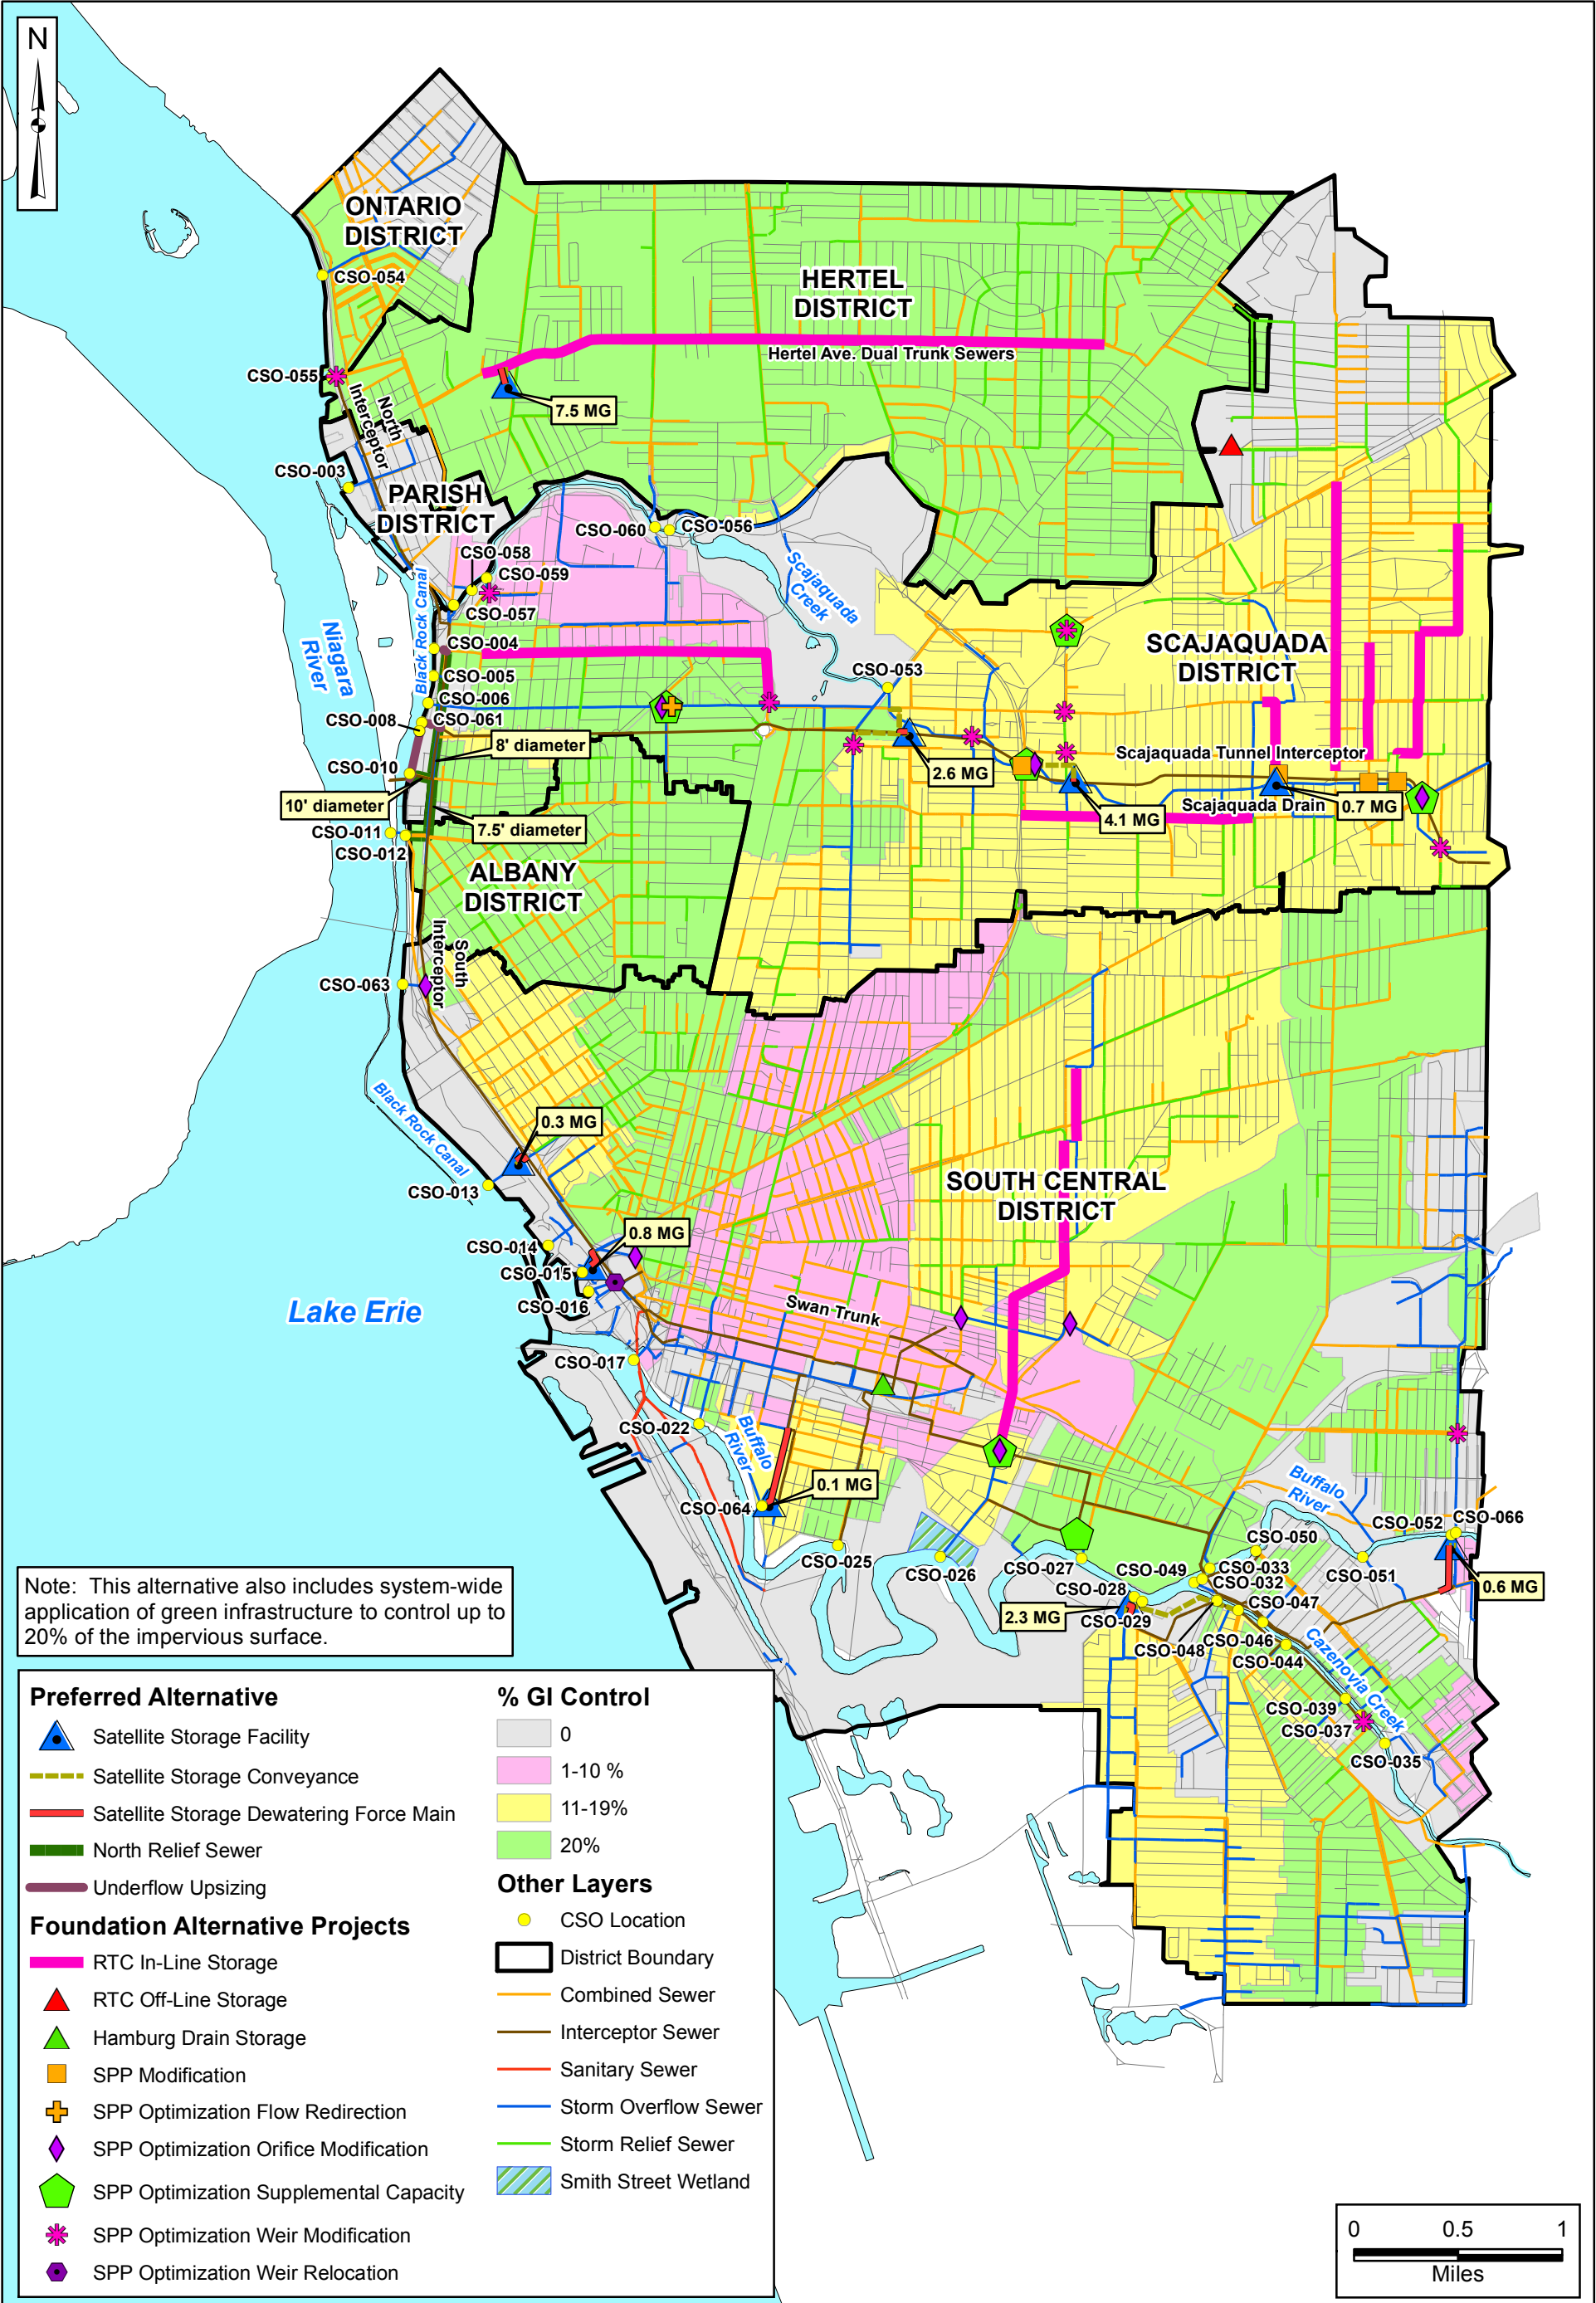 N
ONTARIO
DISTRICT
CSO-054
HERTEL
DISTRICT
Hertel Ave. Dual Trunk Sewers
CSO-055
North
Interceptor
7.5 MG
CSO-003
PARISH
DISTRICT
CSO-060
CSO-056
CSO-058
CSO-059
CSO-057
Scajaquada
Creek
Black Rock Canal
Niagara
River
CSO-004
CSO-005
CSO-006
CSO-008
CSO-061
CSO-053
SCAJAQUADA
DISTRICT
8' diameter
CSO-010
10' diameter
2.6 MG
Scajaquada Tunnel Interceptor
Scajaquada Drain
0.7 MG
4.1 MG
CSO-011
7.5' diameter
CSO-012
ALBANY
DISTRICT
South
Interceptor
CSO-063
Black Rock Canal
0.3 MG
CSO-013
SOUTH CENTRAL
DISTRICT
0.8 MG
CSO-014
CSO-015
CSO-016
Lake Erie
Swan Trunk
CSO-017
CSO-022
Buffalo
River
0.1 MG
CSO-064
CSO-025
CSO-026
CSO-027
CSO-028
CSO-029
2.3 MG
CSO-049
CSO-050
CSO-033
CSO-032
CSO-047
CSO-046
CSO-048
CSO-044
Buffalo
River
CSO-052
CSO-066
CSO-051
0.6 MG
Cazenovia Creek
CSO-039
CSO-037
CSO-035
Note: This alternative also includes system-wide
application of green infrastructure to control up to
20% of the impervious surface.
Preferred Alternative
Satellite Storage Facility
Satellite Storage Conveyance
Satellite Storage Dewatering Force Main
North Relief Sewer
Underflow Upsizing
Foundation Alternative Projects
RTC In-Line Storage
RTC Off-Line Storage
Hamburg Drain Storage
SPP Modification
SPP Optimization Flow Redirection
SPP Optimization Orifice Modification
SPP Optimization Supplemental Capacity
SPP Optimization Weir Modification
SPP Optimization Weir Relocation
% GI Control
0
1-10 %
11-19%
20%
Other Layers
CSO Location
District Boundary
Combined Sewer
Interceptor Sewer
Sanitary Sewer
Storm Overflow Sewer
Storm Relief Sewer
Smith Street Wetland
0 0.5 1
Miles